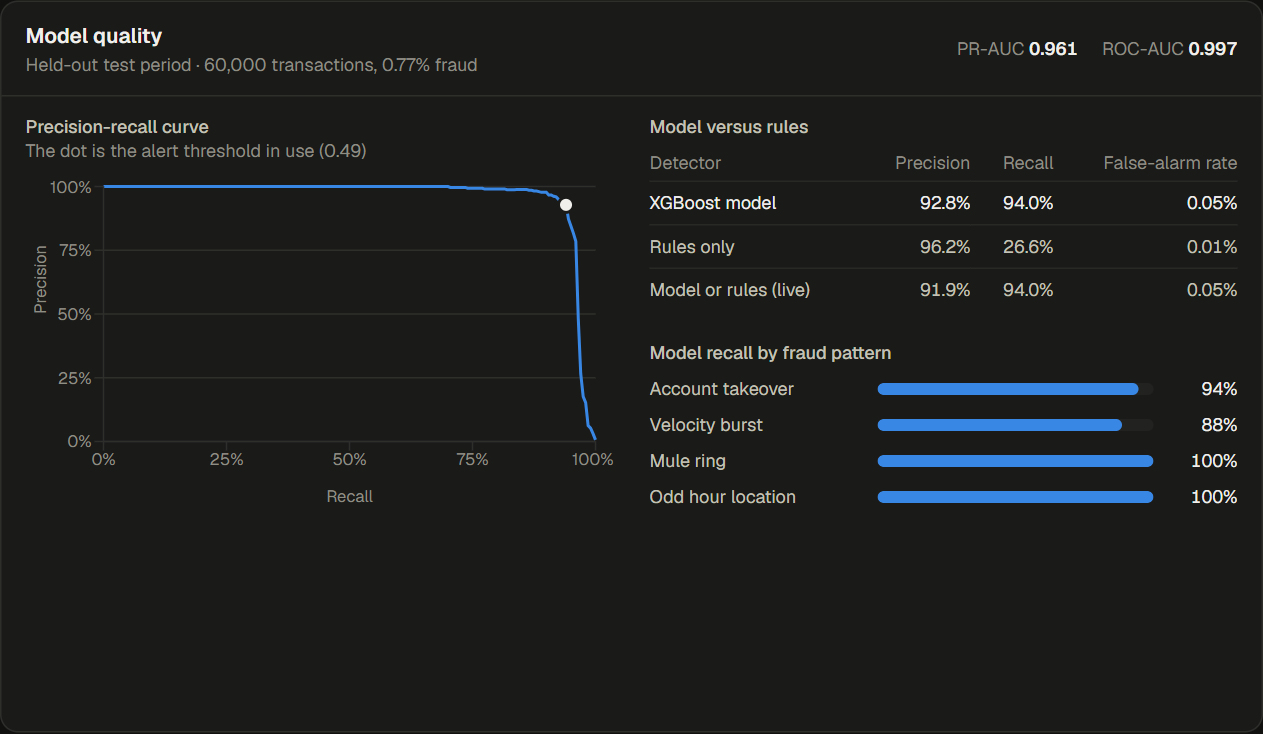 Model quality
Held-out test period · 60,000 transactions, 0.77% fraud
PR-AUC 0.961 ROC-AUC 0.997
Precision-recall curve
The dot is the alert threshold in use (0.49)
100%
75%
50%
25%
0%
Precision
0% 25% 50% 75% 100%
Recall
Model versus rules
Detector Precision Recall False-alarm rate
XGBoost model 92.8% 94.0% 0.05%
Rules only 96.2% 26.6% 0.01%
Model or rules (live) 91.9% 94.0% 0.05%
Model recall by fraud pattern
Account takeover 94%
Velocity burst 88%
Mule ring 100%
Odd hour location 100%